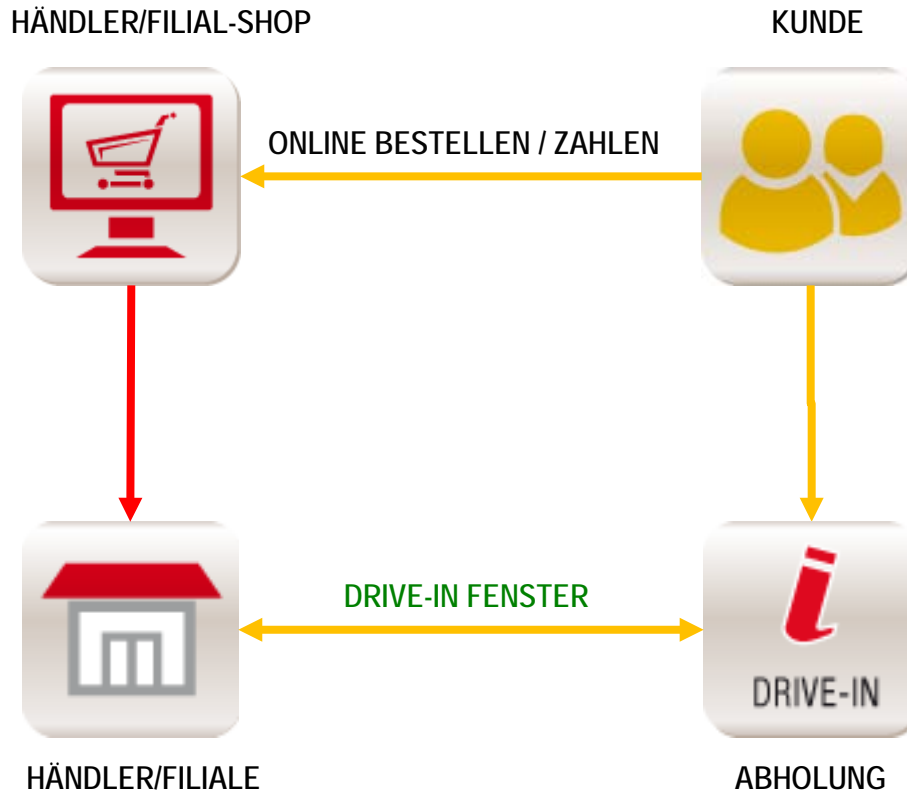 HÄNDLER/FILIAL-SHOP
KUNDE
ONLINE BESTELLEN / ZAHLEN
DRIVE-IN FENSTER
i
DRIVE-IN
HÄNDLER/FILIALE
ABHOLUNG